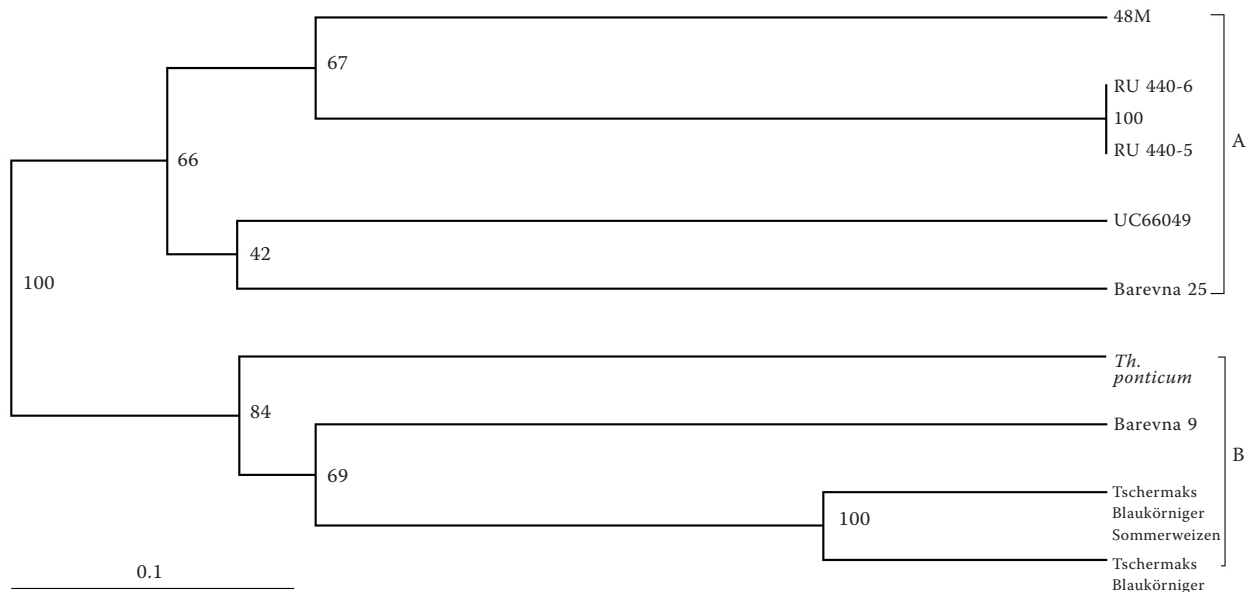 48M
67
RU 440-6
100
RU 440-5
A
66
UC66049
42
Barevna 25
100
Th.
ponticum
84
Barevna 9
B
69
Tschermaks
Blaukörniger
Sommerweizen
100
Tschermaks
Blaukörniger
0.1